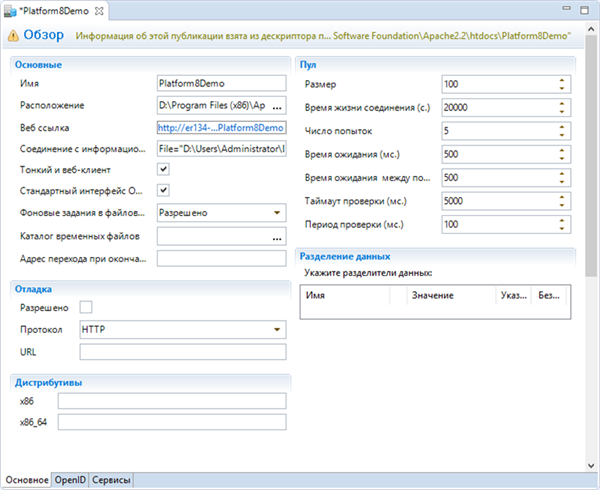 *Platform8Demo
Обзор Информация об этой публикации взята из дескриптора п... Software Foundation\Apache2.2\htdocs\Platform8Demo"
Основные
Имя Platform8Demo
Расположение D:\Program Files (x86)\Ap ...
Веб ссылка http://er134-...Platform8Demo
Соединение с информацио... File="D:\Users\Administrator\I
Тонкий и веб-клиент
Стандартный интерфейс O...
Фоновые задания в файлов... Разрешено
Каталог временных файлов ...
Адрес перехода при оконча...
Отладка
Разрешено
Протокол HTTP
URL
Дистрибутивы
x86
x86_64
Пул
Размер 100
Время жизни соединения (с.) 20000
Число попыток 5
Время ожидания (мс.) 500
Время ожидания между по... 500
Таймаут проверки (мс.) 5000
Период проверки (мс.) 100
Разделение данных
Укажите разделители данных:
Имя Значение Указ... Без...
Основное OpenID Сервисы